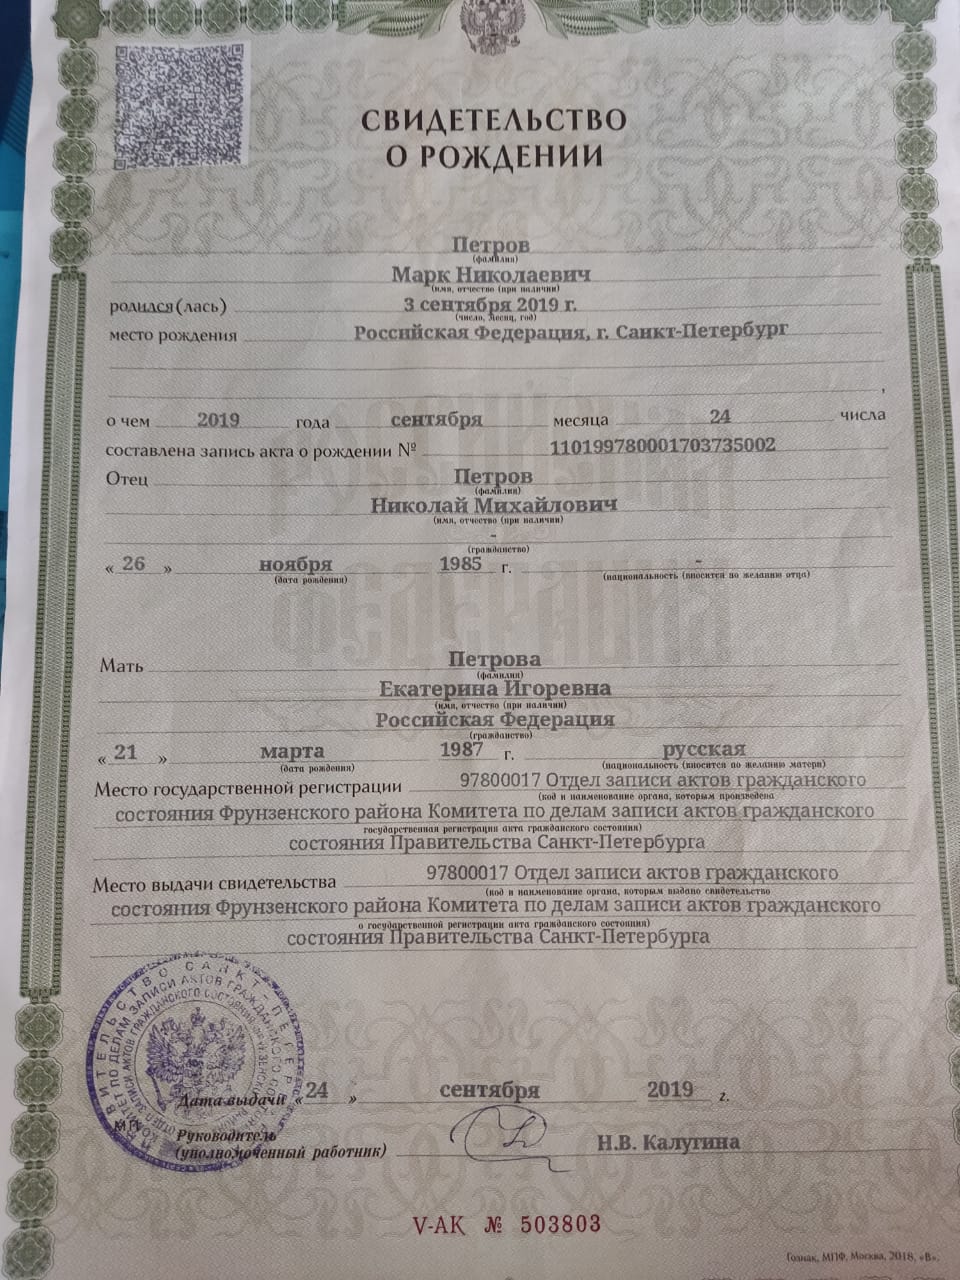 СВИДЕТЕЛЬСТВО
О РОЖДЕНИИ
Петров
(фамилия)
Марк Николаевич
(имя, отчество (при наличии)
родился(лась) 3 сентября 2019 г.
(число, месяц, год)
место рождения Российская Федерация, г. Санкт-Петербург
,
о чем 2019 года сентября месяца 24 числа
составлена запись акта о рождении № 110199780001703735002
Отец Петров
(фамилия)
Николай Михайлович
(имя, отчество (при наличии)
-
(гражданство)
« 26 » ноября 1985 г. -
(дата рождения) (национальность (вносится по желанию отца)
Мать Петрова
(фамилия)
Екатерина Игоревна
(имя, отчество (при наличии)
Российская Федерация
(гражданство)
« 21 » марта 1987 г. русская
(дата рождения) (национальность (вносится по желанию матери)
Место государственной регистрации 97800017 Отдел записи актов гражданского
(код и наименование органа, которым произведена
состояния Фрунзенского района Комитета по делам записи актов гражданского
государственная регистрация акта гражданского состояния)
состояния Правительства Санкт-Петербурга
Место выдачи свидетельства 97800017 Отдел записи актов гражданского
(код и наименование органа, которым выдано свидетельство
состояния Фрунзенского района Комитета по делам записи актов гражданского
о государственной регистрации акта гражданского состояния)
состояния Правительства Санкт-Петербурга
Дата выдачи « 24 » сентября 2019 г.
МП
Руководитель
(уполномоченный работник) Н.В. Калугина
V-АК № 503803
Гознак, МПФ, Москва, 2018, «В».